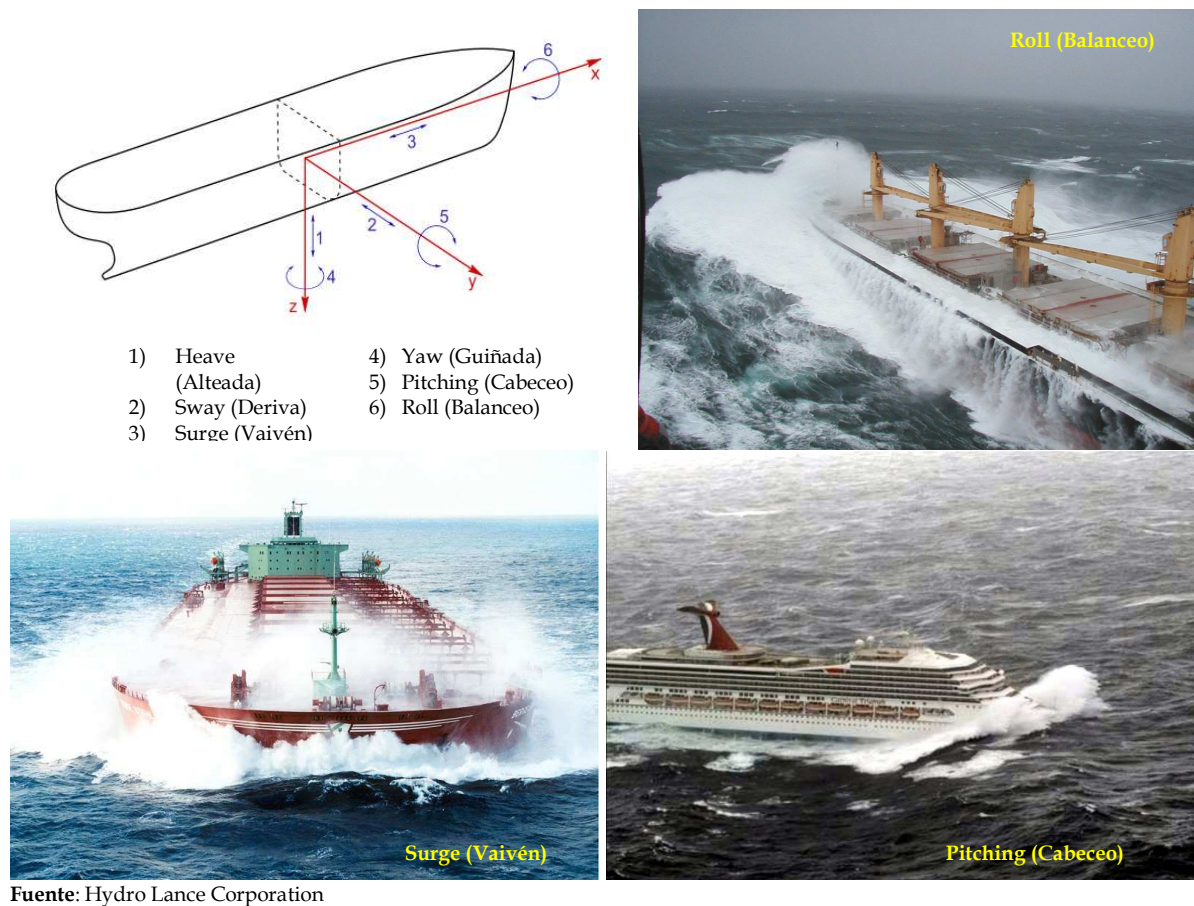 6
x
3
5
2
1
4
y
z
1) Heave
(Alteada)
2) Sway (Deriva)
3) Surge (Vaivén)
4) Yaw (Guiñada)
5) Pitching (Cabeceo)
6) Roll (Balanceo)
Roll (Balanceo)
Surge (Vaivén)
Pitching (Cabeceo)
Fuente: Hydro Lance Corporation